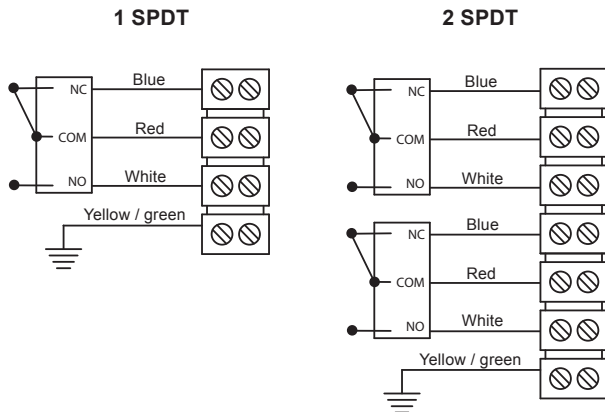 1 SPDT
NC Blue
COM Red
NO White
Yellow / green
2 SPDT
NC Blue
COM Red
NO White
NC Blue
COM Red
NO White
Yellow / green